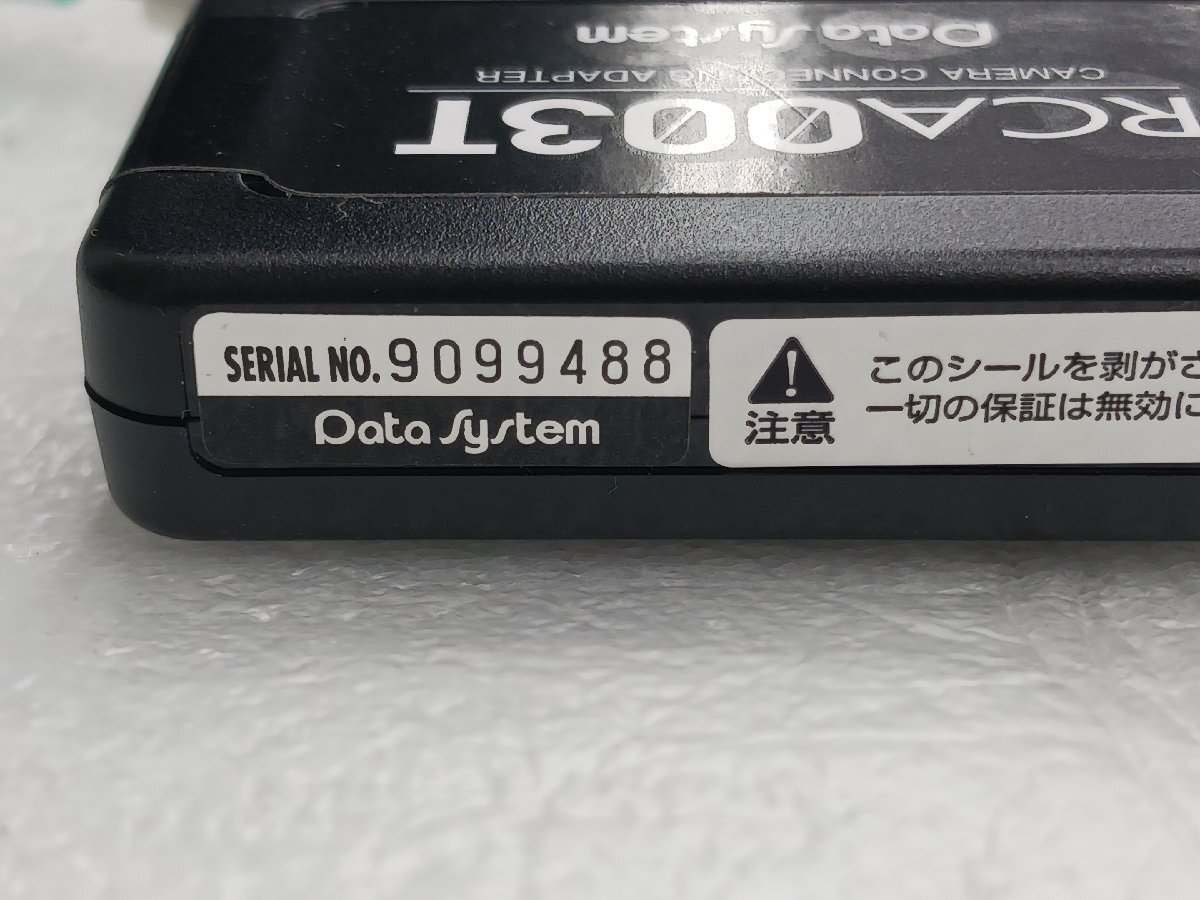 RCA003T
CAMERA CONNECTING ADAPTER
Data System
SERIAL NO. 9099488
Data System
注意
このシールを剥がさ
一切の保証は無効に